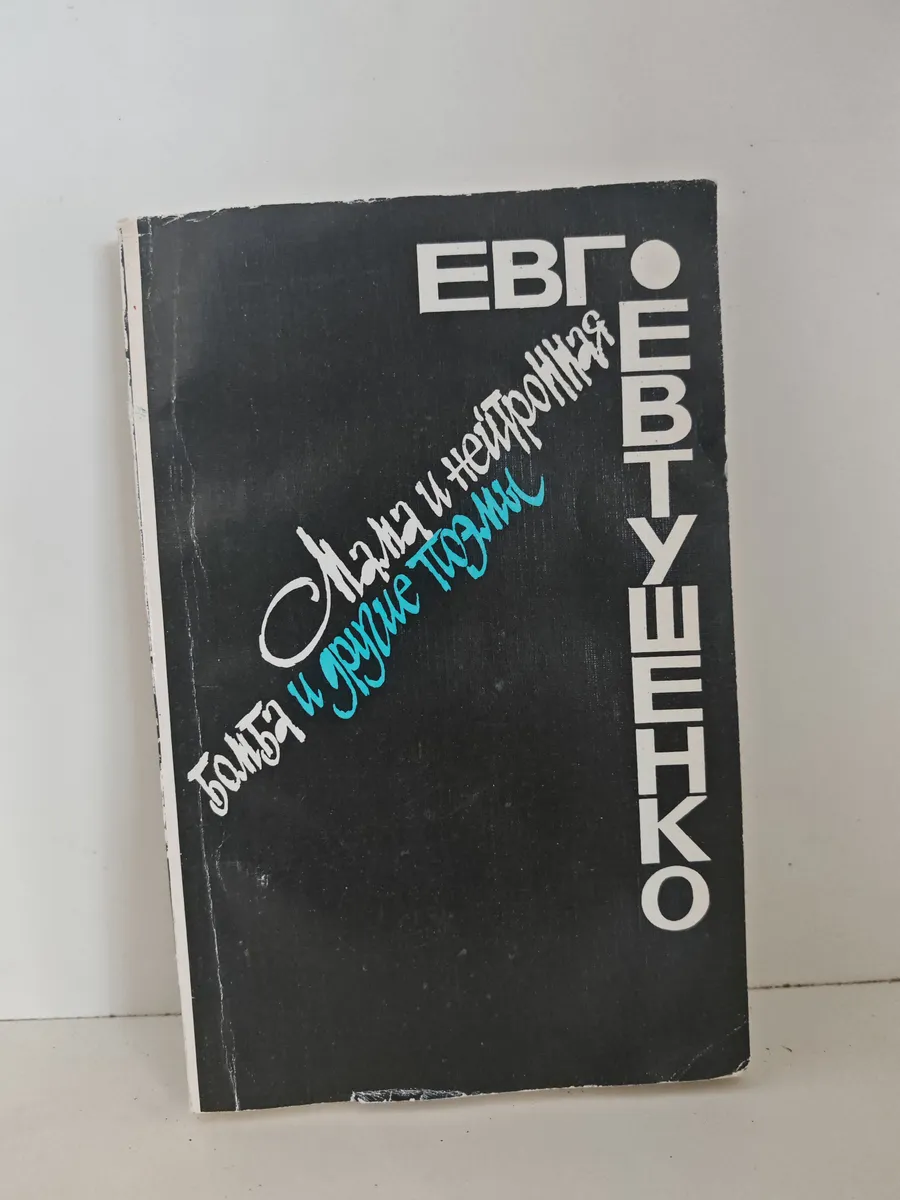 ЕВГ.
ЕВТУШЕНКО
Мама и нейтронная
бомба и другие поэмы